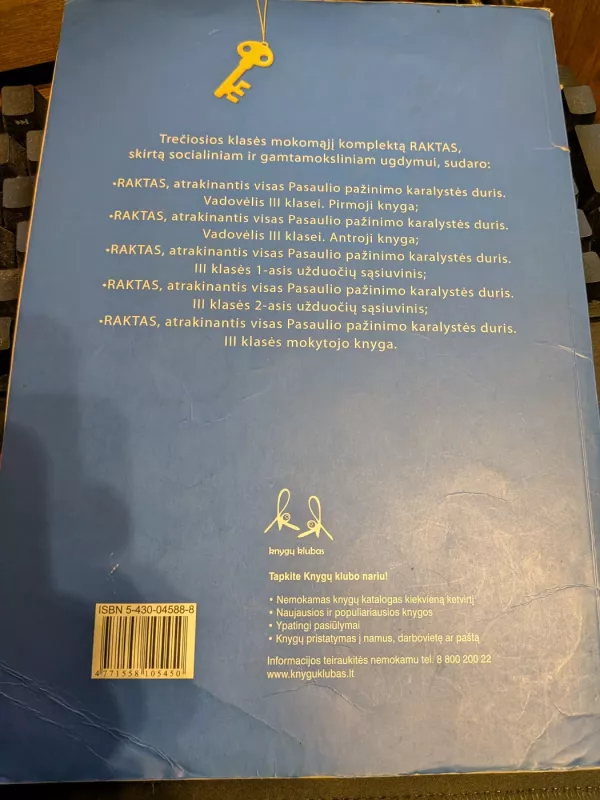 Trečiosios klasės mokomąjį komplektą RAKTAS,
skirtą socialiniam ir gamtamoksliniam ugdymui, sudaro:
•RAKTAS, atrakinantis visas Pasaulio pažinimo karalystės duris.
Vadovėlis III klasei. Pirmoji knyga;
•RAKTAS, atrakinantis visas Pasaulio pažinimo karalystės duris.
Vadovėlis III klasei. Antroji knyga;
•RAKTAS, atrakinantis visas Pasaulio pažinimo karalystės duris.
III klasės 1-asis užduočių sąsiuvinis;
•RAKTAS, atrakinantis visas Pasaulio pažinimo karalystės duris.
III klasės 2-asis užduočių sąsiuvinis;
•RAKTAS, atrakinantis visas Pasaulio pažinimo karalystės duris.
III klasės mokytojo knyga.
knygų klubas
Tapkite Knygų klubo nariu!
• Nemokamas knygų katalogas kiekvieną ketvirtį
• Naujausios ir populiariausios knygos
• Ypatingi pasiūlymai
• Knygų pristatymas į namus, darbovietę ar paštą
Informacijos teiraukitės nemokamu tel. 8 800 200 22
www.knyguklubas.lt
ISBN 5-430-04588-8
4 771558 105450